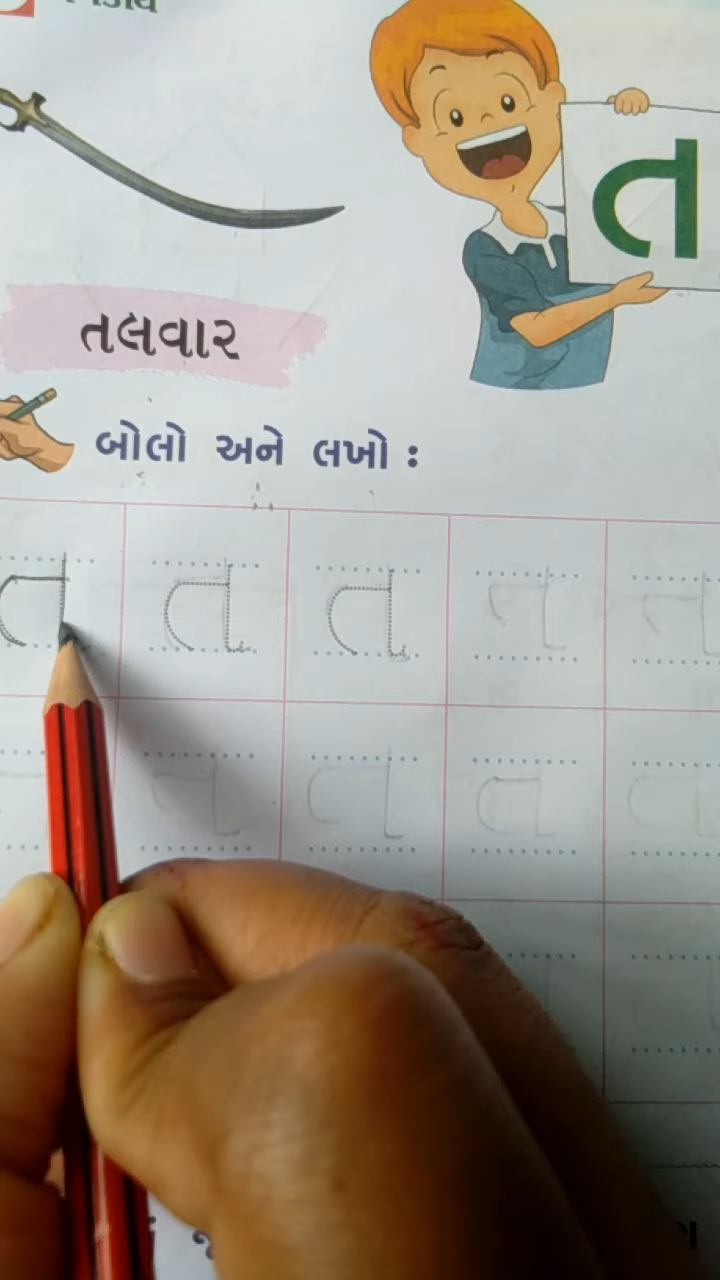 ત
તલવાર
બોલો અને લખો :
ત ત ત ત ત
ત ત ત ત